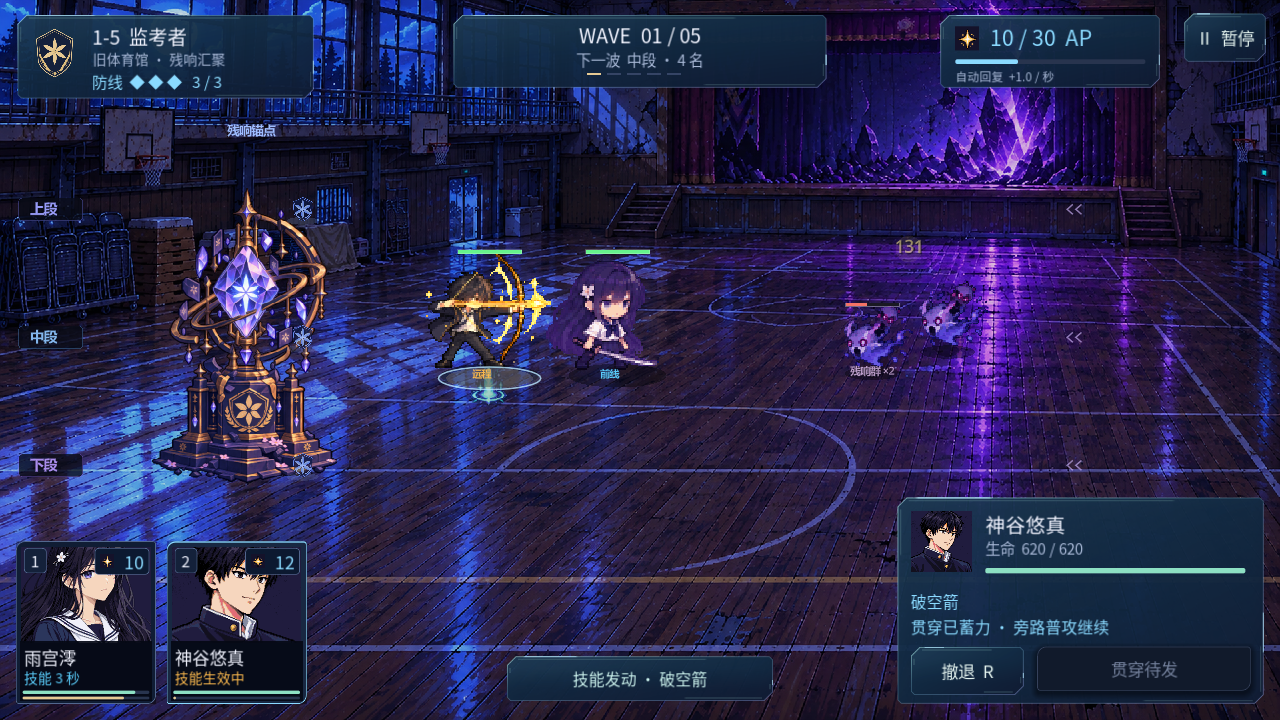 1-5 监考者
旧体育馆 · 残响汇聚
防线 3 / 3
WAVE 01 / 05
下一波 中段 · 4 名
10 / 30 AP
自动回复 +1.0 / 秒
II 暂停
残响锚点
上段
中段
下段
131
远程
前线
残响群 ×2
1
10
雨宫澪
技能 3 秒
2
12
神谷悠真
技能生效中
技能发动 · 破空箭
神谷悠真
生命 620 / 620
破空箭
贯穿已蓄力 · 旁路普攻继续
撤退 R
贯穿待发